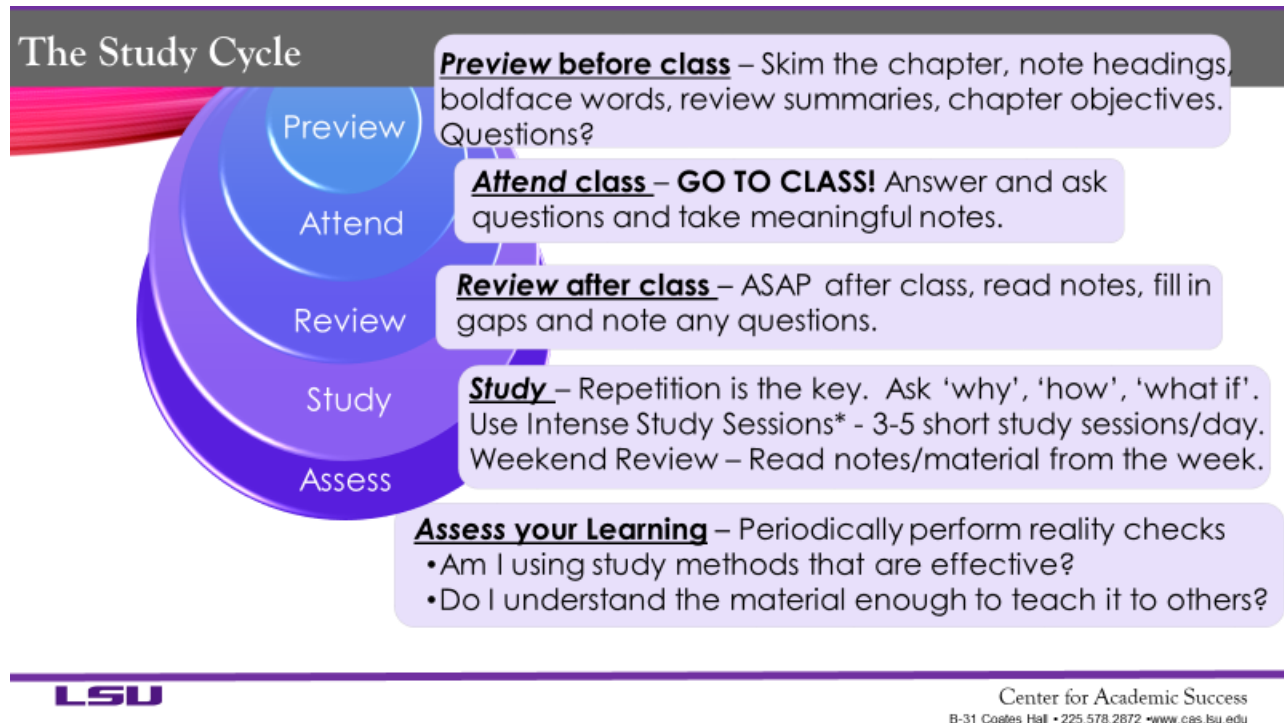 The Study Cycle
Preview
Attend
Review
Study
Assess
Preview before class – Skim the chapter, note headings,
boldface words, review summaries, chapter objectives.
Questions?
Attend class – GO TO CLASS! Answer and ask
questions and take meaningful notes.
Review after class – ASAP after class, read notes, fill in
gaps and note any questions.
Study – Repetition is the key. Ask ‘why’, ‘how’, ‘what if’.
Use Intense Study Sessions* - 3-5 short study sessions/day.
Weekend Review – Read notes/material from the week.
Assess your Learning – Periodically perform reality checks
•Am I using study methods that are effective?
•Do I understand the material enough to teach it to others?
LSU
Center for Academic Success
B-31 Coates Hall • 225.578.2872 •www.cas.lsu.edu